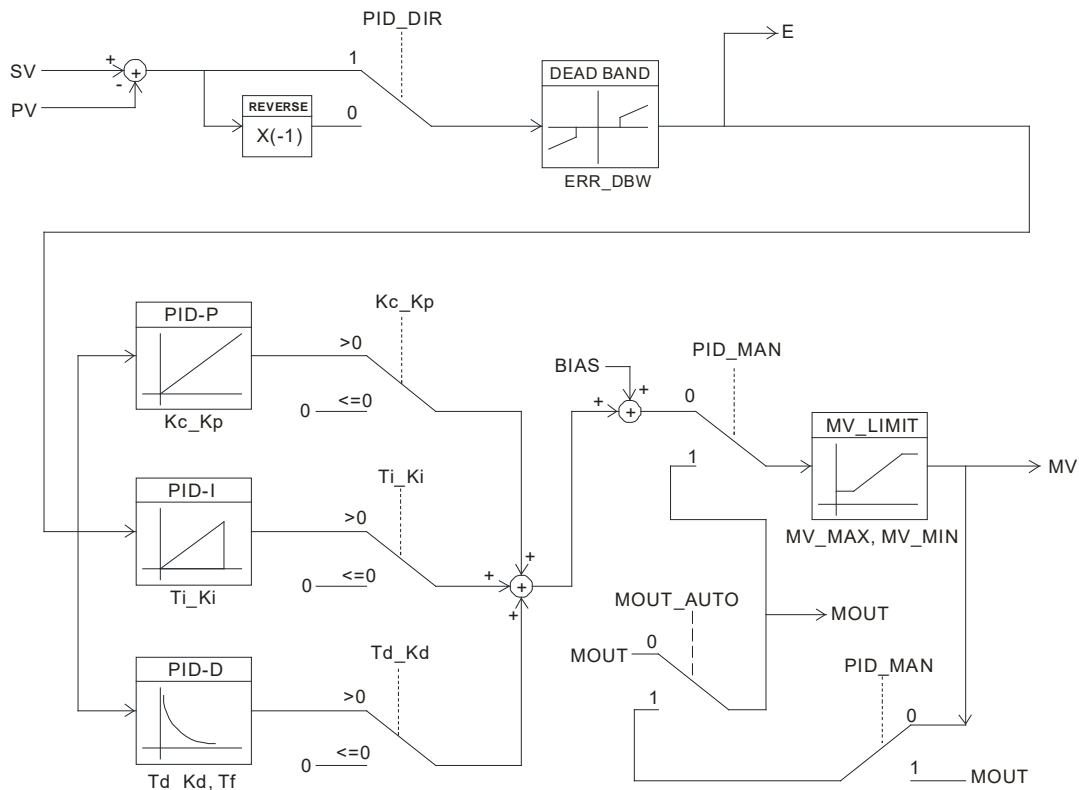 PID_DIR
E
SV
+
+
1
-
PV
DEAD BAND
REVERSE
X(-1)
0
ERR_DBW
PID-P
Kc_Kp
Kc_Kp
>0
0
<=0
BIAS
+
+
+
PID_MAN
0
MV_LIMIT
1
MV
MV_MAX, MV_MIN
PID-I
Ti_Ki
Ti_Ki
>0
0
<=0
+
+
+
+
MOUT_AUTO
MOUT
0
MOUT
1
PID_MAN
0
1
MOUT
PID-D
Td_Kd, Tf
Td_Kd
>0
0
<=0